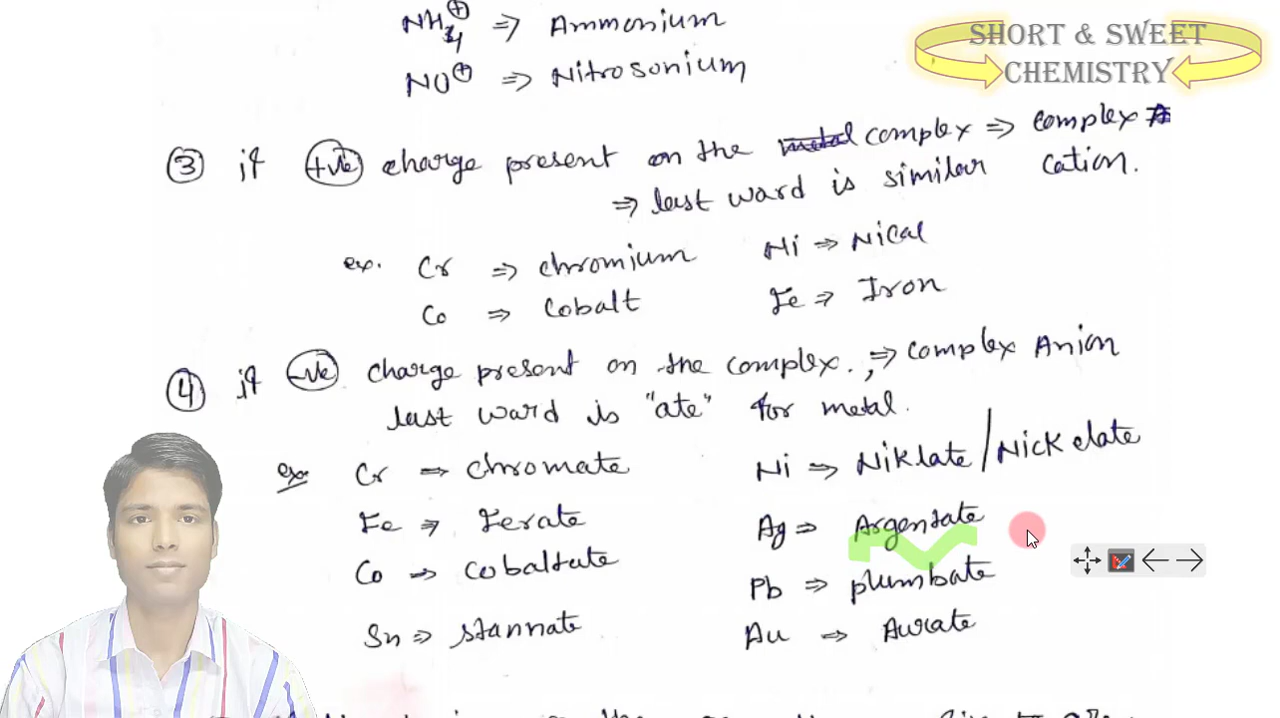 NH4⊕ ⇒ Ammonium
NO⊕ ⇒ Nitrosonium
SHORT & SWEET
CHEMISTRY
③ if +ve charge present on the metal complex ⇒ complex
⇒ last ward is similar cation.
ex. Cr ⇒ chromium Ni ⇒ Nical
Co ⇒ Cobalt Fe ⇒ Iron
④ if -ve charge present on the complex., ⇒ complex Anion
last ward is "ate" for metal.
ex. Cr ⇒ chromate Ni ⇒ Niklate / Nickelate
Fe ⇒ Ferate Ag ⇒ Argentate
Co ⇒ cobaltate Pb ⇒ plumbate
Sn ⇒ stannate Au ⇒ Aurate